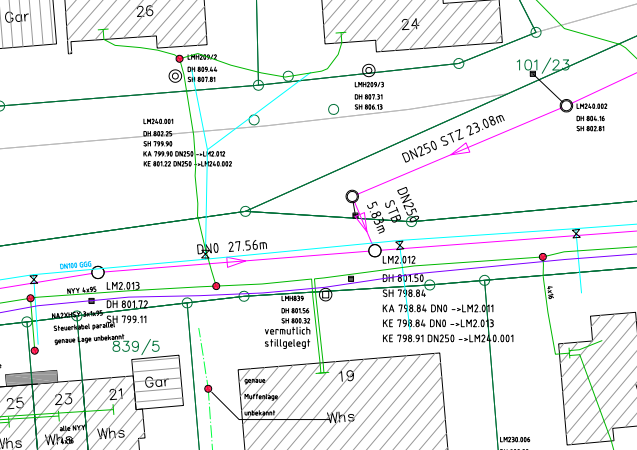 26
Gar
24
LMH209/2
DH 809.44
SH 807.81
101/23
LMH209/3
DH 807.31
SH 806.13
LM240.002
DH 804.16
SH 802.81
LM240.001
DH 802.25
SH 799.90
KA 799.90 DN250 ->LM2.012
KE 801.22 DN250 ->LM240.002
DN250 STZ 23.08m
DN250
STB
5.83m
DN0 27.56m
DN100 GGG
LM2.012
DH 801.50
SH 798.84
KA 798.84 DN0 ->LM2.011
KE 798.84 DN0 ->LM2.013
KE 798.91 DN250 ->LM240.001
NYY 4x95
LM2.013
DH 801.72
SH 799.11
NA2XH5Y 3x1x95
Steuerkabel parallel
genaue Lage unbekannt
LMH839
DH 801.56
SH 800.32
vermutlich
stillgelegt
4x16
839/5
Gar
19
Whs
genaue
Muffenlage
unbekannt
25
23
21
Whs
Whs
Whs
alle NYY
4x16
LM230.006